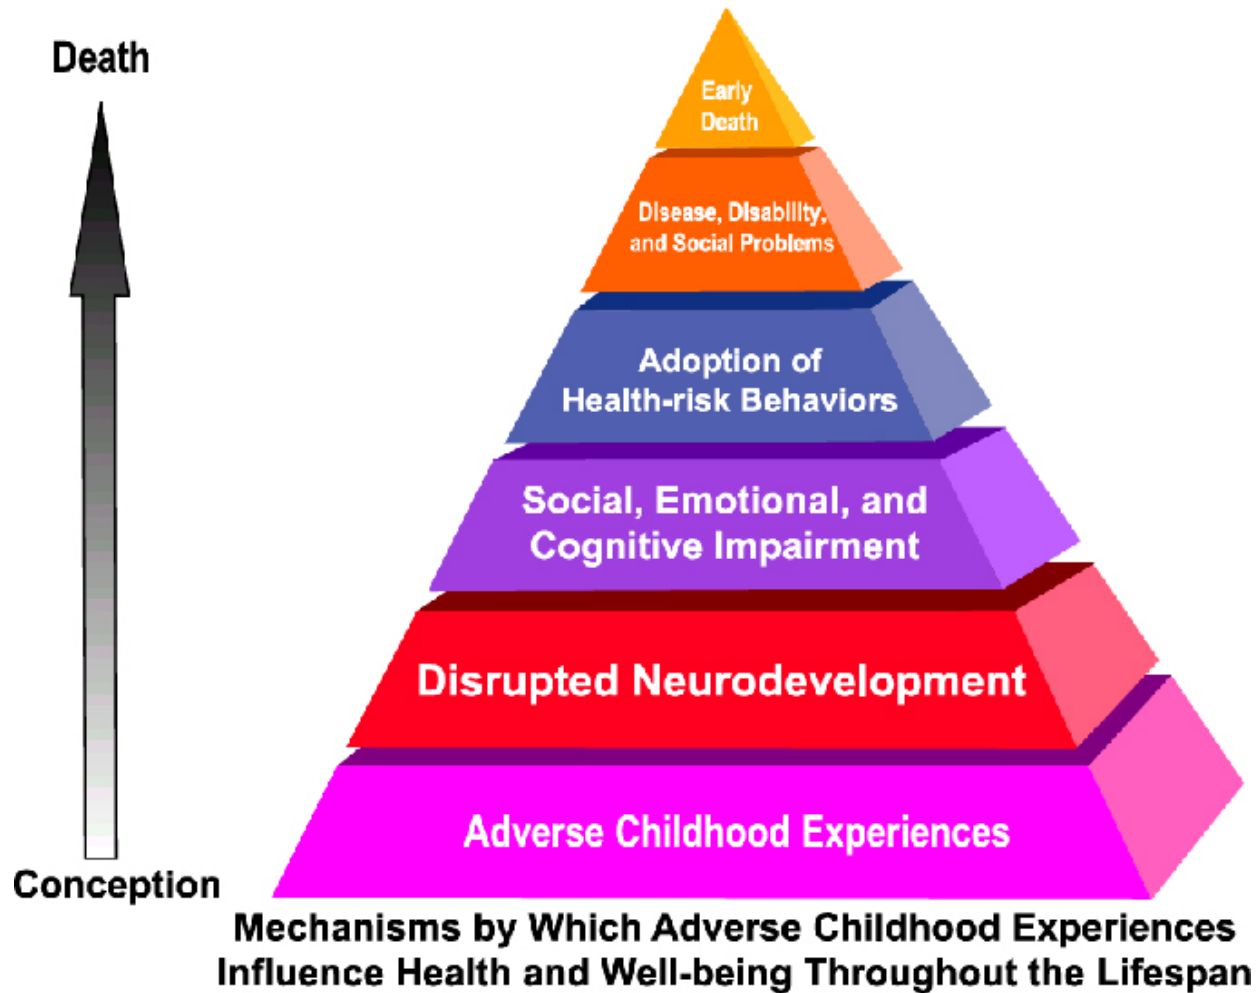 Death
Early
Death
Disease, Disability,
and Social Problems
Adoption of
Health-risk Behaviors
Social, Emotional, and
Cognitive Impairment
Disrupted Neurodevelopment
Adverse Childhood Experiences
Conception
Mechanisms by Which Adverse Childhood Experiences
Influence Health and Well-being Throughout the Lifespan